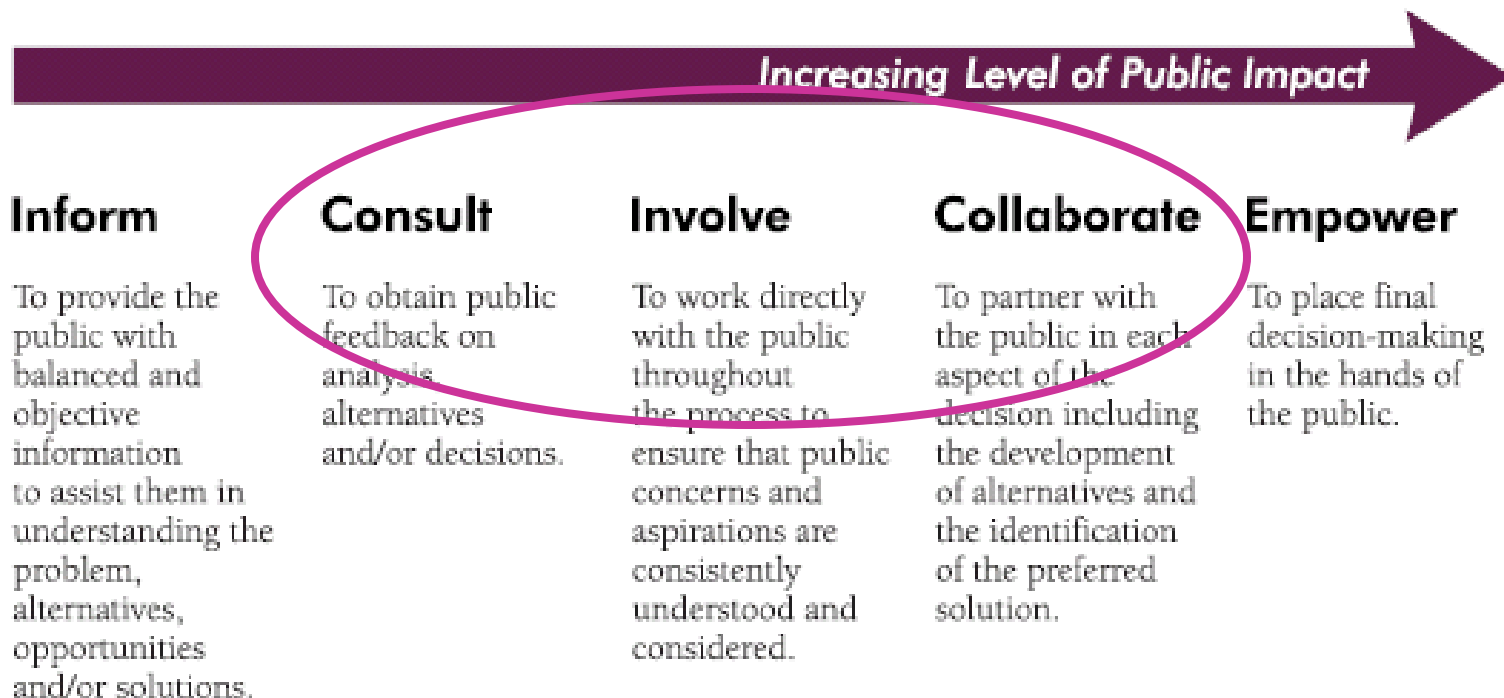 Increasing Level of Public Impact
Inform
To provide the
public with
balanced and
objective
information
to assist them in
understanding the
problem,
alternatives,
opportunities
and/or solutions.
Consult
To obtain public
feedback on
analysis,
alternatives
and/or decisions.
Involve
To work directly
with the public
throughout
the process to
ensure that public
concerns and
aspirations are
consistently
understood and
considered.
Collaborate
To partner with
the public in each
aspect of the
decision including
the development
of alternatives and
the identification
of the preferred
solution.
Empower
To place final
decision-making
in the hands of
the public.